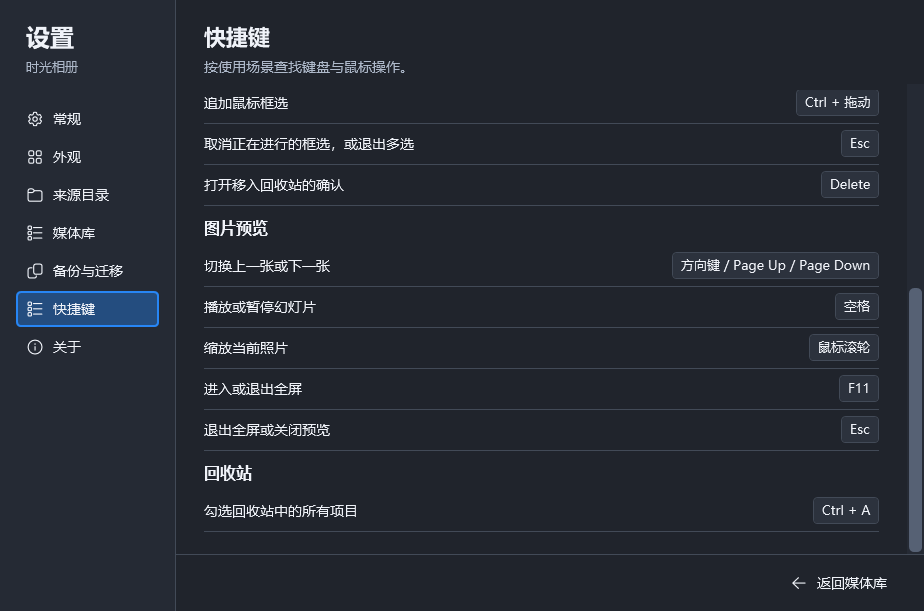 设置
时光相册
常规
外观
来源目录
媒体库
备份与迁移
快捷键
关于
快捷键
按使用场景查找键盘与鼠标操作。
追加鼠标框选 Ctrl + 拖动
取消正在进行的框选，或退出多选 Esc
打开移入回收站的确认 Delete
图片预览
切换上一张或下一张 方向键 / Page Up / Page Down
播放或暂停幻灯片 空格
缩放当前照片 鼠标滚轮
进入或退出全屏 F11
退出全屏或关闭预览 Esc
回收站
勾选回收站中的所有项目 Ctrl + A
返回媒体库